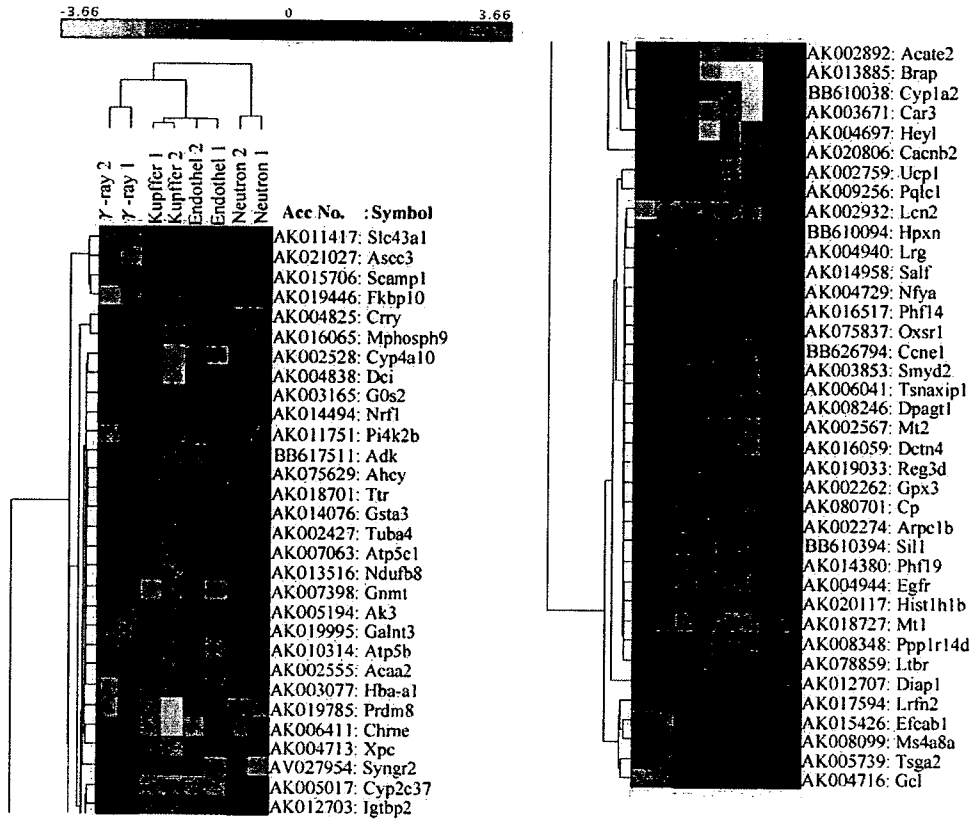 -3.66 0 3.66
γ-ray 2
γ-ray 1
Kupffer 1
Kupffer 2
Endothel 2
Endothel 1
Neutron 2
Neutron 1
Acc No. :Symbol
AK011417: Slc43a1
AK021027: Ascc3
AK015706: Scamp1
AK019446: Fkbp10
AK004825: Crry
AK016065: Mphosph9
AK002528: Cyp4a10
AK004838: Dci
AK003165: G0s2
AK014494: Nrf1
AK011751: Pi4k2b
BB617511: Adk
AK075629: Ahcy
AK018701: Ttr
AK014076: Gsta3
AK002427: Tuba4
AK007063: Atp5c1
AK013516: Ndufb8
AK007398: Gnmt
AK005194: Ak3
AK019995: Galnt3
AK010314: Atp5b
AK002555: Acaa2
AK003077: Hba-a1
AK019785: Prdm8
AK006411: Chrne
AK004713: Xpc
AV027954: Syngr2
AK005017: Cyp2c37
AK012703: Igtbp2
AK002892: Acate2
AK013885: Brap
BB610038: Cyp1a2
AK003671: Car3
AK004697: Hey1
AK020806: Cacnb2
AK002759: Ucp1
AK009256: Pqlc1
AK002932: Lcn2
BB610094: Hpxn
AK004940: Lrg
AK014958: Salf
AK004729: Nfya
AK016517: Phf14
AK075837: Oxsr1
BB626794: Ccne1
AK003853: Smyd2
AK006041: Tsnaxip1
AK008246: Dpagt1
AK002567: Mt2
AK016059: Dctn4
AK019033: Reg3d
AK002262: Gpx3
AK080701: Cp
AK002274: Arpc1b
BB610394: Sil1
AK014380: Phf19
AK004944: Egfr
AK020117: Hist1h1b
AK018727: Mt1
AK008348: Ppp1r14d
AK078859: Ltbr
AK012707: Diap1
AK017594: Lrfn2
AK015426: Efcab1
AK008099: Ms4a8a
AK005739: Tsga2
AK004716: Gcl